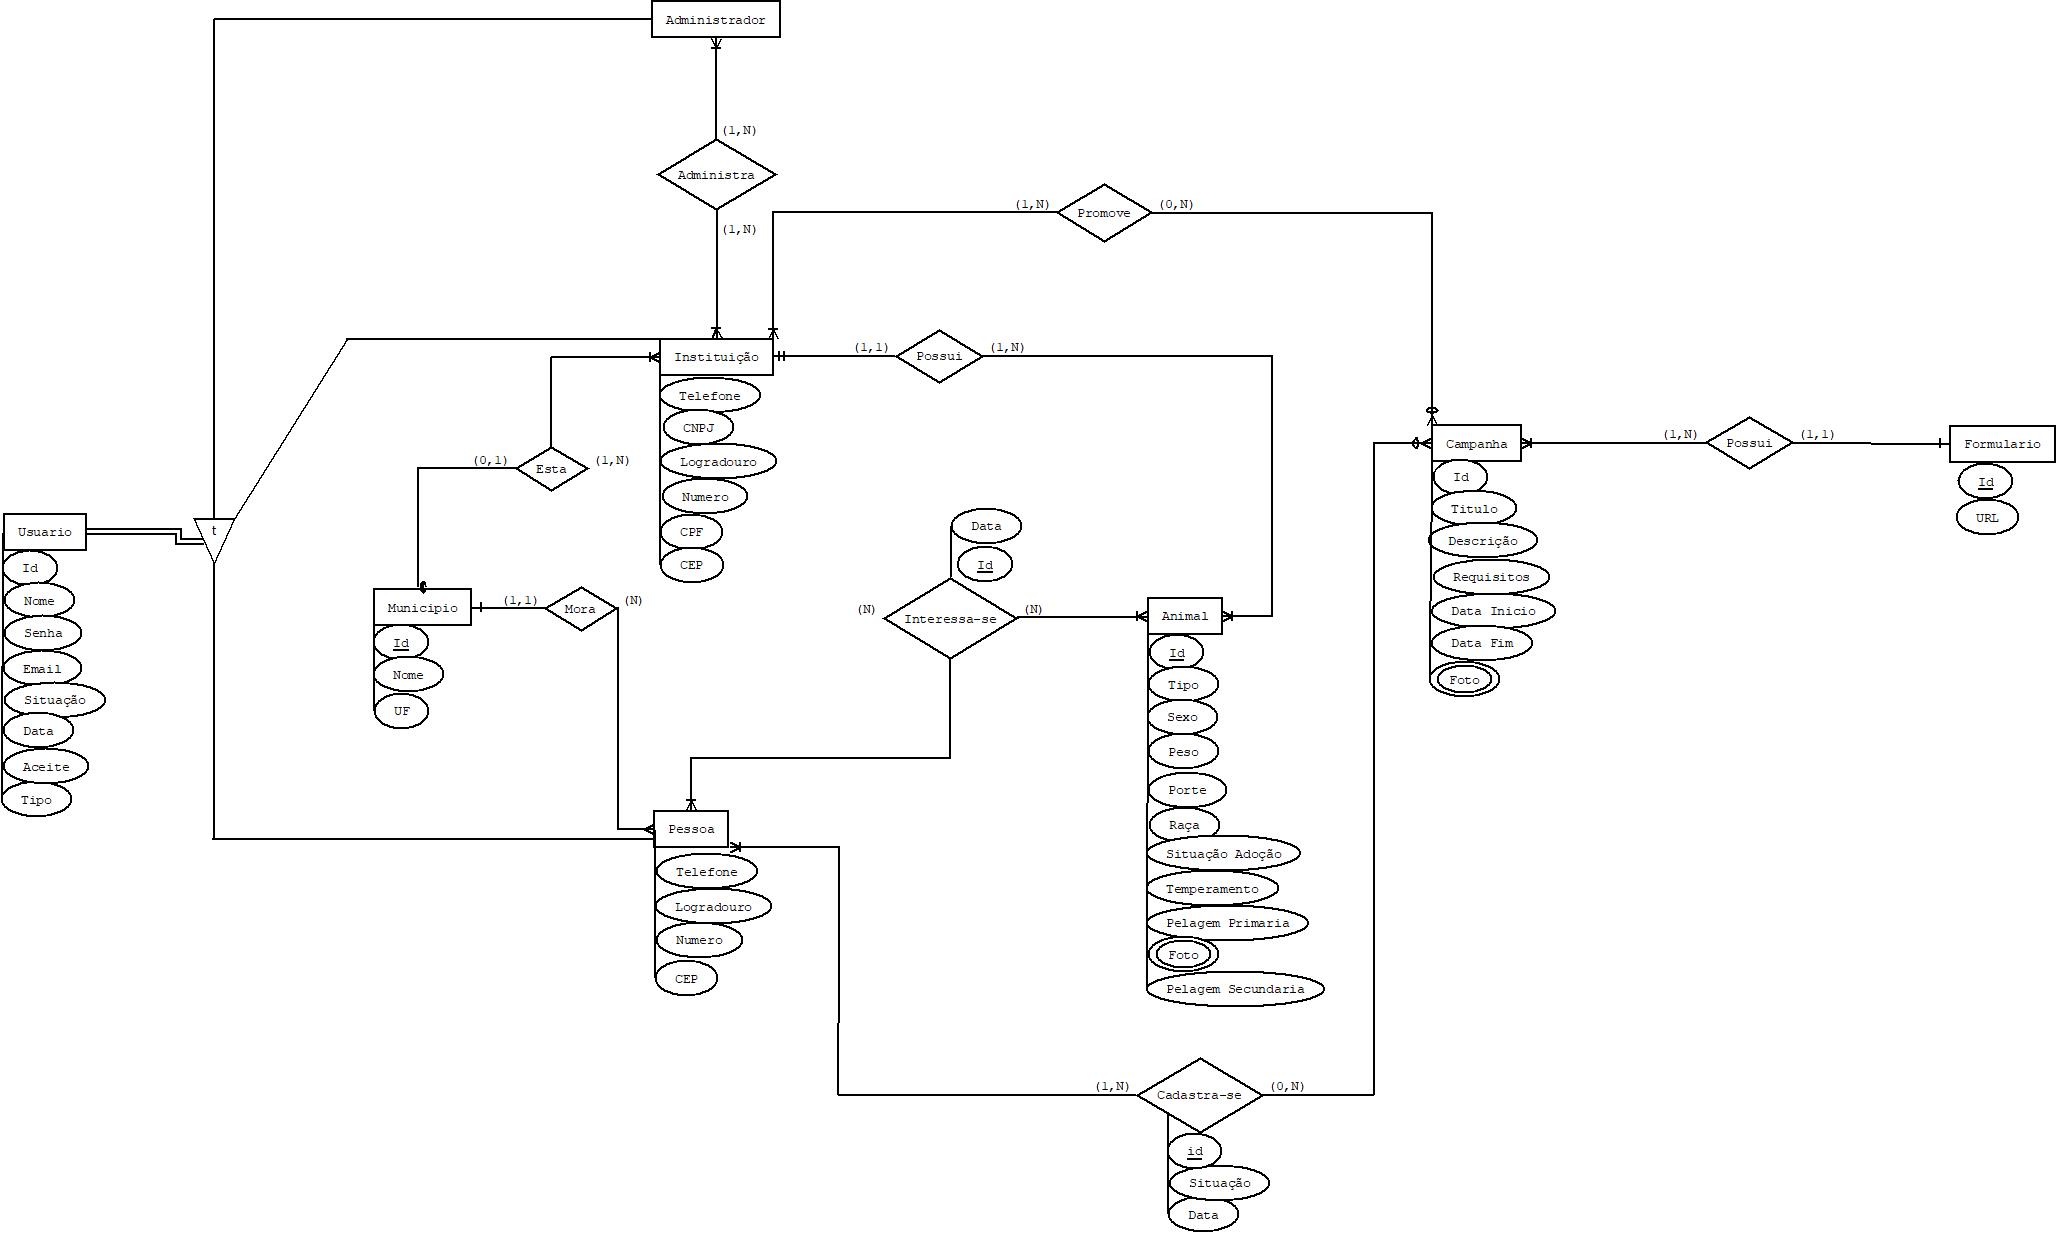 Administrador
(1,N)
Administra
(1,N)
(1,N)
Promove
(0,N)
Instituição
Telefone
CNPJ
Logradouro
Numero
CPF
CEP
(1,1)
Possui
(1,N)
(0,1)
Esta
(1,N)
Campanha
Id
Titulo
Descrição
Requisitos
Data Inicio
Data Fim
Foto
(1,N)
Possui
(1,1)
Formulario
Id
URL
Usuario
Id
Nome
Senha
Email
Situação
Data
Aceite
Tipo
t
Municipio
Id
Nome
UF
(1,1)
Mora
(N)
Data
Id
(N)
Interessa-se
(N)
Animal
Id
Tipo
Sexo
Peso
Porte
Raça
Situação Adoção
Temperamento
Pelagem Primaria
Foto
Pelagem Secundaria
Pessoa
Telefone
Logradouro
Numero
CEP
(1,N)
Cadastra-se
(0,N)
id
Situação
Data